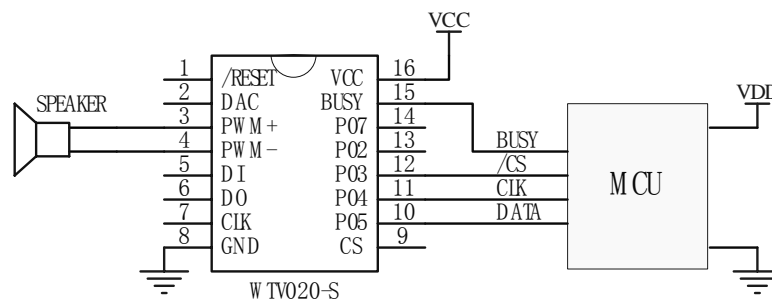 VCC
1 /RESET VCC 16
2 DAC BUSY 15
3 PWM+ P07 14
4 PWM- P02 13
5 DI P03 12
6 DO P04 11
7 CLK P05 10
8 GND CS 9
SPEAKER
WTV020-S
BUSY
/CS
CLK
DATA
MCU
VDD